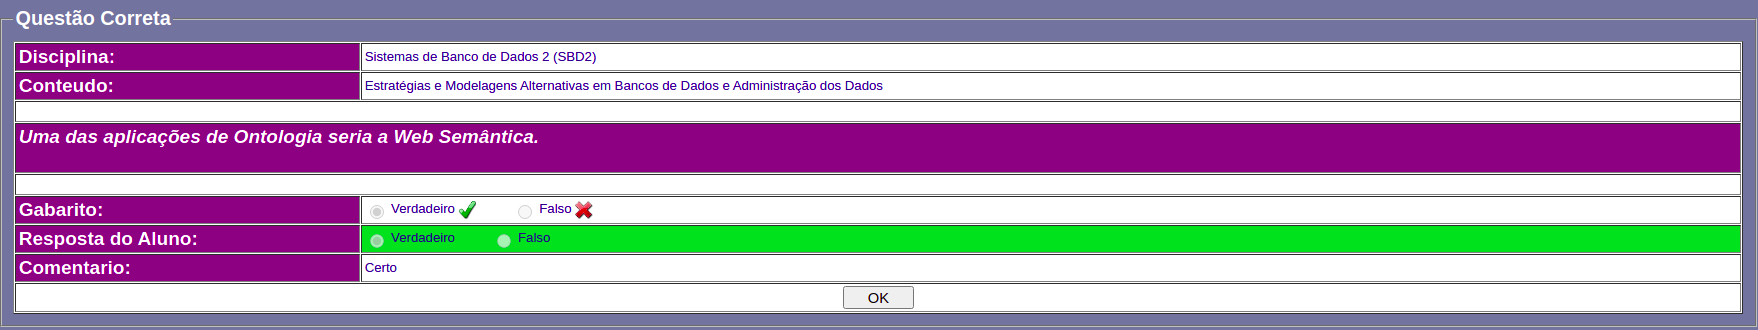 Questão Correta
Disciplina: Sistemas de Banco de Dados 2 (SBD2)
Conteudo: Estratégias e Modelagens Alternativas em Bancos de Dados e Administração dos Dados
Uma das aplicações de Ontologia seria a Web Semântica.
Gabarito: Verdadeiro Falso
Resposta do Aluno: Verdadeiro Falso
Comentario: Certo
OK